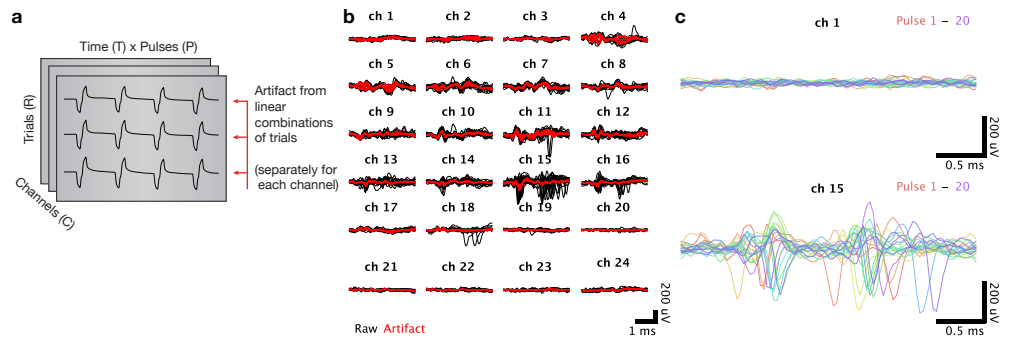 a
Time (T) x Pulses (P)
Trials (R)
Channels (C)
Artifact from
linear
combinations
of trials
(separately for
each channel)
b
ch 1
ch 2
ch 3
ch 4
ch 5
ch 6
ch 7
ch 8
ch 9
ch 10
ch 11
ch 12
ch 13
ch 14
ch 15
ch 16
ch 17
ch 18
ch 19
ch 20
ch 21
ch 22
ch 23
ch 24
Raw Artifact
200 uV
1 ms
c
ch 1
Pulse 1 – 20
200 uV
0.5 ms
ch 15
Pulse 1 – 20
200 uV
0.5 ms